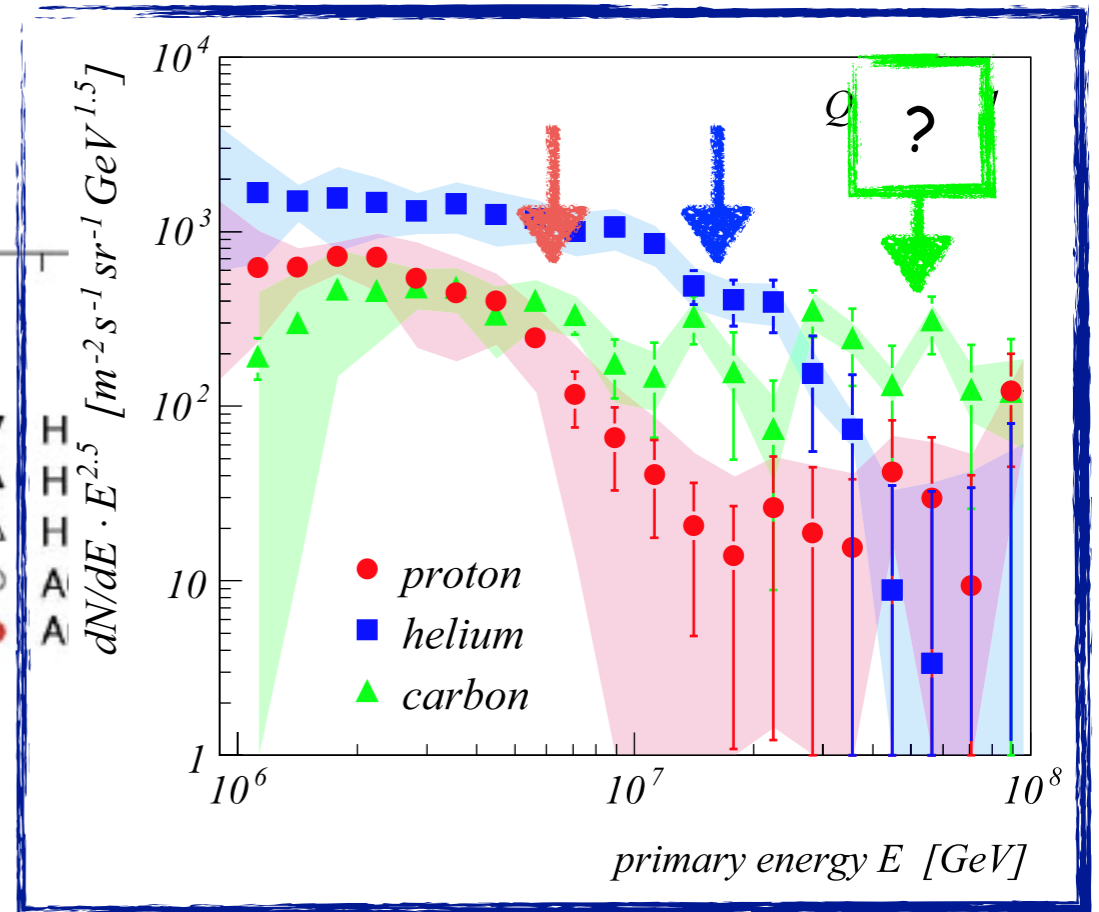 10^4
10^3
10^2
10
1
dN/dE · E^2.5 [m^-2 s^-1 sr^-1 GeV^1.5]
Q
?
proton
helium
carbon
10^6
10^7
10^8
primary energy E [GeV]
H
H
H
A
A